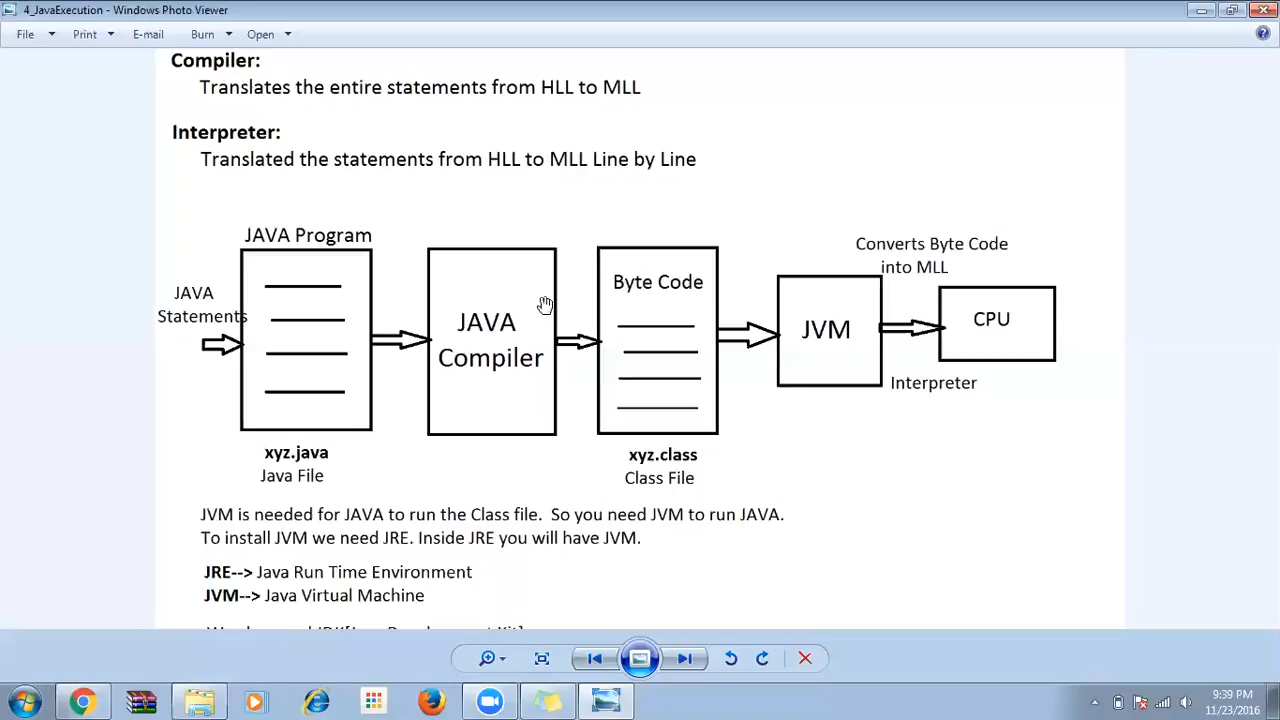 4_JavaExecution - Windows Photo Viewer
File Print E-mail Burn Open
Compiler:
Translates the entire statements from HLL to MLL
Interpreter:
Translated the statements from HLL to MLL Line by Line
JAVA Program
JAVA
Statements
JAVA
Compiler
Byte Code
JVM
Converts Byte Code
into MLL
CPU
Interpreter
xyz.java
Java File
xyz.class
Class File
JVM is needed for JAVA to run the Class file. So you need JVM to run JAVA.
To install JVM we need JRE. Inside JRE you will have JVM.
JRE--> Java Run Time Environment
JVM--> Java Virtual Machine
9:39 PM
11/23/2016